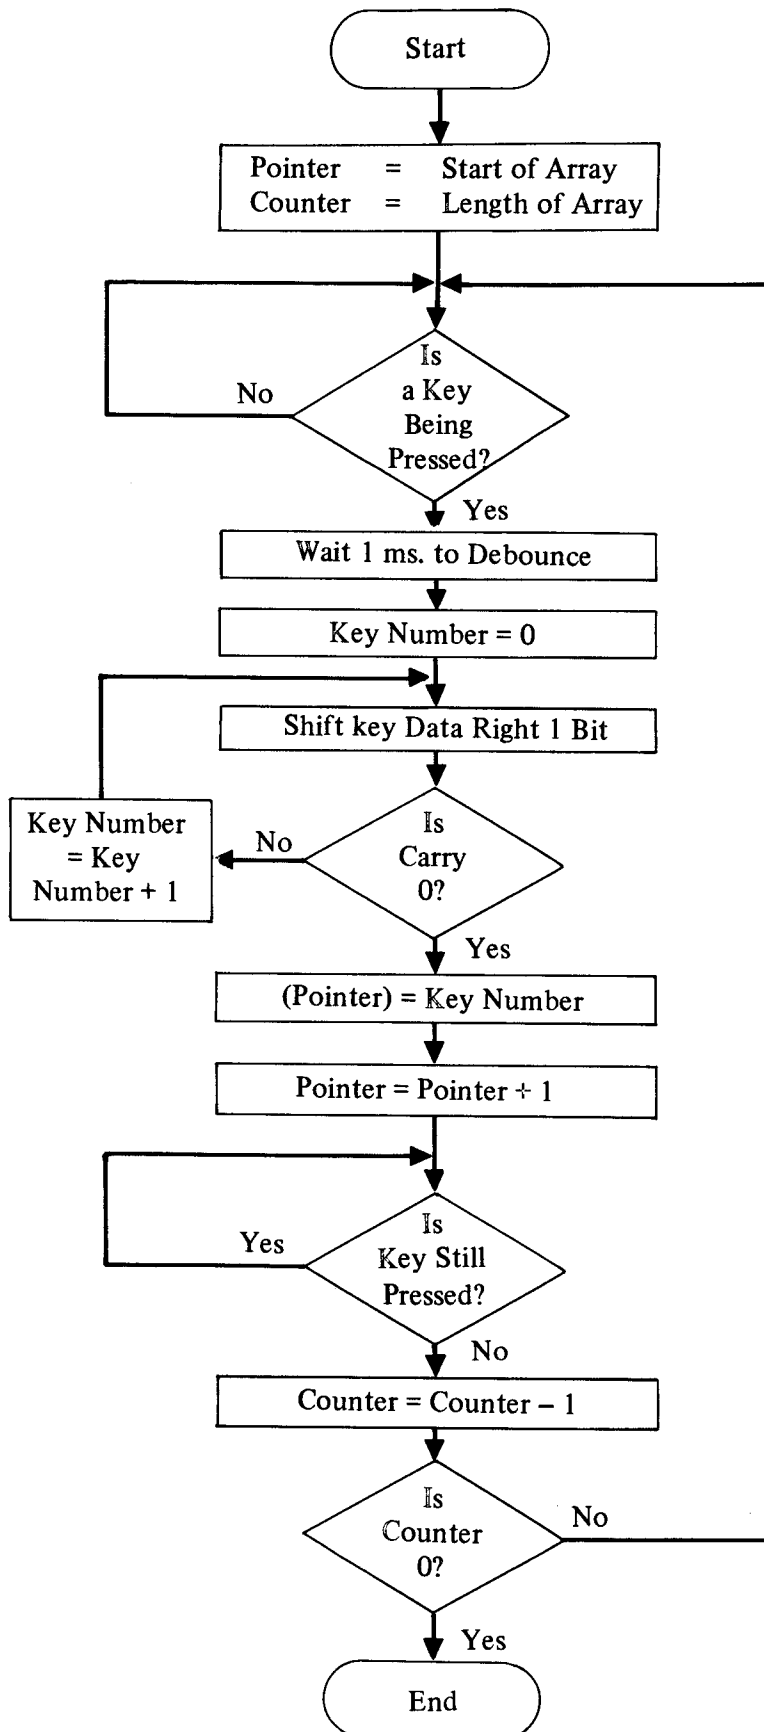 Start
Pointer = Start of Array
Counter = Length of Array
Is
a Key
Being
Pressed?
No
Yes
Wait 1 ms. to Debounce
Key Number = 0
Shift key Data Right 1 Bit
Key Number
= Key
Number + 1
No
Is
Carry
0?
Yes
(Pointer) = Key Number
Pointer = Pointer + 1
Is
Key Still
Pressed?
Yes
No
Counter = Counter – 1
Is
Counter
0?
No
Yes
End